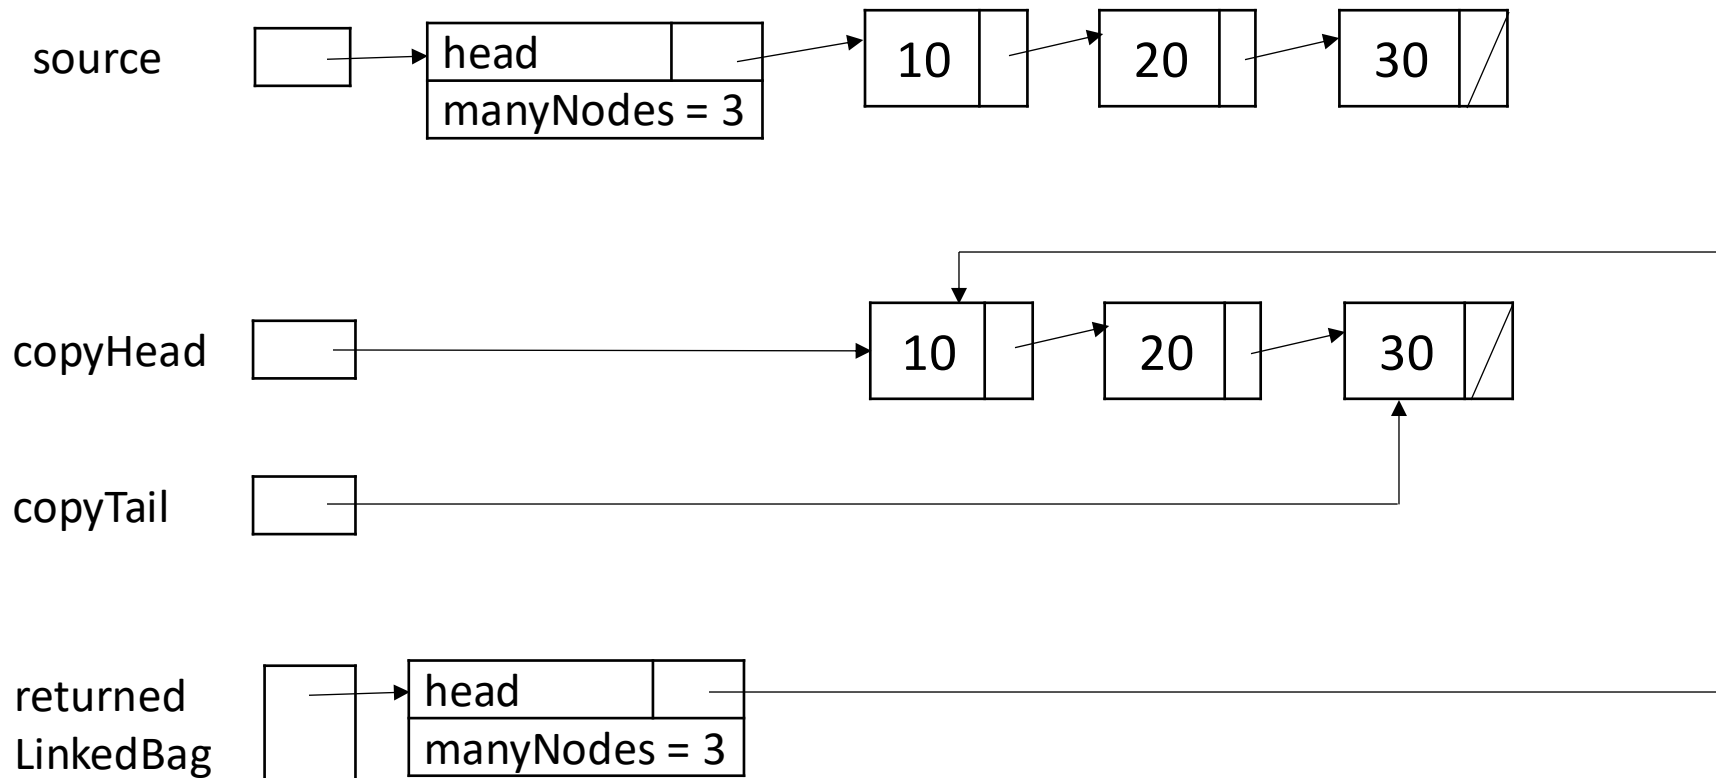 source
head
manyNodes = 3
10
20
30
copyHead
10
20
30
copyTail
returned
LinkedBag
head
manyNodes = 3